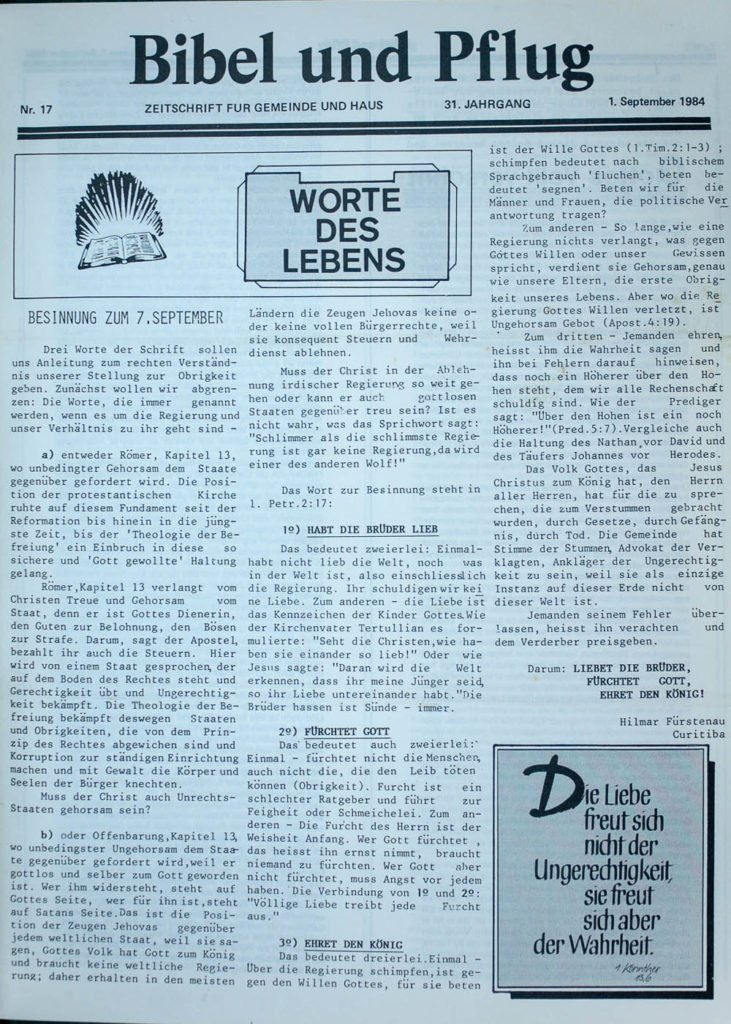 Bibel und Pflug
Nr. 17 ZEITSCHRIFT FÜR GEMEINDE UND HAUS 31. JAHRGANG 1. September 1984
WORTE
DES
LEBENS
BESINNUNG ZUM 7.SEPTEMBER
Drei Worte der Schrift sollen
uns Anleitung zum rechten Verständ-
nis unserer Stellung zur Obrigkeit
geben. Zunächst wollen wir abgren-
zen: Die Worte, die immer genannt
werden, wenn es um die Regierung und
unser Verhältnis zu ihr geht sind -
a) entweder Römer, Kapitel 13,
wo unbedingter Gehorsam dem Staate
gegenüber gefordert wird. Die Posi-
tion der protestantischen Kirche
ruhte auf diesem Fundament seit der
Reformation bis hinein in die jüng-
ste Zeit, bis der 'Theologie der Be-
freiung' ein Einbruch in diese so
sichere und 'Gott gewollte' Haltung
gelang.
Römer,Kapitel 13 verlangt vom
Christen Treue und Gehorsam vom
Staat, denn er ist Gottes Dienerin,
den Guten zur Belohnung, den Bösen
zur Strafe. Darum, sagt der Apostel,
bezahlt ihr auch die Steuern. Hier
wird von einem Staat gesprochen, der
auf dem Boden des Rechtes steht und
Gerechtigkeit übt und Ungerechtig-
keit bekämpft. Die Theologie der Be-
freiung bekämpft deswegen Staaten
und Obrigkeiten, die von dem Prin-
zip des Rechtes abgewichen sind und
Korruption zur ständigen Einrichtung
machen und mit Gewalt die Körper und
Seelen der Bürger knechten.
Muss der Christ auch Unrechts-
Staaten gehorsam sein?
b) oder Offenbarung,Kapitel 13,
wo unbedingster Ungehorsam dem Staa-
te gegenüber gefordert wird,weil er
gottlos und selber zum Gott geworden
ist. Wer ihm widersteht, steht auf
Gottes Seite, wer für ihn ist,steht
auf Satans Seite.Das ist die Posi-
tion der Zeugen Jehovas gegenüber
jedem weltlichen Staat, weil sie sa-
gen, Gottes Volk hat Gott zum König
und braucht keine weltliche Regie-
rung; daher erhalten in den meisten
Ländern die Zeugen Jehovas keine o-
der keine vollen Bürgerrechte, weil
sie konsequent Steuern und Wehr-
dienst ablehnen.
Muss der Christ in der Ableh-
nung irdischer Regierung so weit ge-
hen oder kann er auch gottlosen
Staaten gegenüber treu sein? Ist es
nicht wahr, was das Sprichwort sagt:
"Schlimmer als die schlimmste Regie-
rung ist gar keine Regierung,da wird
einer des anderen Wolf!"
Das Wort zur Besinnung steht in
1. Petr.2:17:
1º) HABT DIE BRÜDER LIEB
Das bedeutet zweierlei: Einmal-
habt nicht lieb die Welt, noch was
in der Welt ist, also einschliesslich
die Regierung. Ihr schuldigen wir kei
ne Liebe. Zum anderen - die Liebe ist
das Kennzeichen der Kinder Gottes.Wie
der Kirchenvater Tertullian es for-
mulierte: "Seht die Christen,wie ha-
ben sie einander so lieb!" Oder wie
Jesus sagte: "Daran wird die Welt
erkennen, dass ihr meine Jünger seid,
so ihr Liebe untereinander habt."Die
Brüder hassen ist Sünde - immer.
2º) FÜRCHTET GOTT
Das bedeutet auch zweierlei:
Einmal - fürchtet nicht die Menschen,
auch nicht die, die den Leib töten
können (Obrigkeit). Furcht ist ein
schlechter Ratgeber und führt zur
Feigheit oder Schmeichelei. Zum an-
deren - Die Furcht des Herrn ist der
Weisheit Anfang. Wer Gott fürchtet ,
das heisst ihn ernst nimmt, braucht
niemand zu fürchten. Wer Gott aber
nicht fürchtet, muss Angst vor jedem
haben. Die Verbindung von 1º und 2º:
"Völlige Liebe treibt jede Furcht
aus."
3º) EHRET DEN KÖNIG
Das bedeutet dreierlei.Einmal -
Über die Regierung schimpfen,ist ge-
gen den Willen Gottes, für sie beten
ist der Wille Gottes (1.Tim.2:1-3) ;
schimpfen bedeutet nach biblischem
Sprachgebrauch 'fluchen', beten be-
deutet 'segnen'. Beten wir für die
Männer und Frauen, die politische Ver
antwortung tragen?
Zum anderen - So lange,wie eine
Regierung nichts verlangt, was gegen
Gottes Willen oder unser Gewissen
spricht, verdient sie Gehorsam,genau
wie unsere Eltern, die erste Obrig-
keit unseres Lebens. Aber wo die Re
gierung Gottes Willen verletzt, ist
Ungehorsam Gebot (Apost.4:19).
Zum dritten - Jemanden ehren,
heisst ihm die Wahrheit sagen und
ihn bei Fehlern darauf hinweisen,
dass noch ein Höherer über den Ho-
hen steht, dem wir alle Rechenschaft
schuldig sind. Wie der Prediger
sagt: "Über den Hohen ist ein noch
Höherer!"(Pred.5:7).Vergleiche auch
die Haltung des Nathan,vor David und
des Täufers Johannes vor Herodes.
Das Volk Gottes, das Jesus
Christus zum König hat, den Herrn
aller Herren, hat für die zu spre-
chen, die zum Verstummen gebracht
wurden, durch Gesetze, durch Gefäng-
nis, durch Tod. Die Gemeinde hat
Stimme der Stummen, Advokat der Ver-
klagten, Ankläger der Ungerechtig-
keit zu sein, weil sie als einzige
Instanz auf dieser Erde nicht von
dieser Welt ist.
Jemanden seinem Fehler über-
lassen, heisst ihn verachten und
dem Verderber preisgeben.
Darum: LIEBET DIE BRÜDER,
FÜRCHTET GOTT,
EHRET DEN KÖNIG!
Hilmar Fürstenau
Curitiba
Die Liebe
freut sich
nicht der
Ungerechtigkeit,
sie freut
sich aber
der Wahrheit.
1. Korinther
13,6